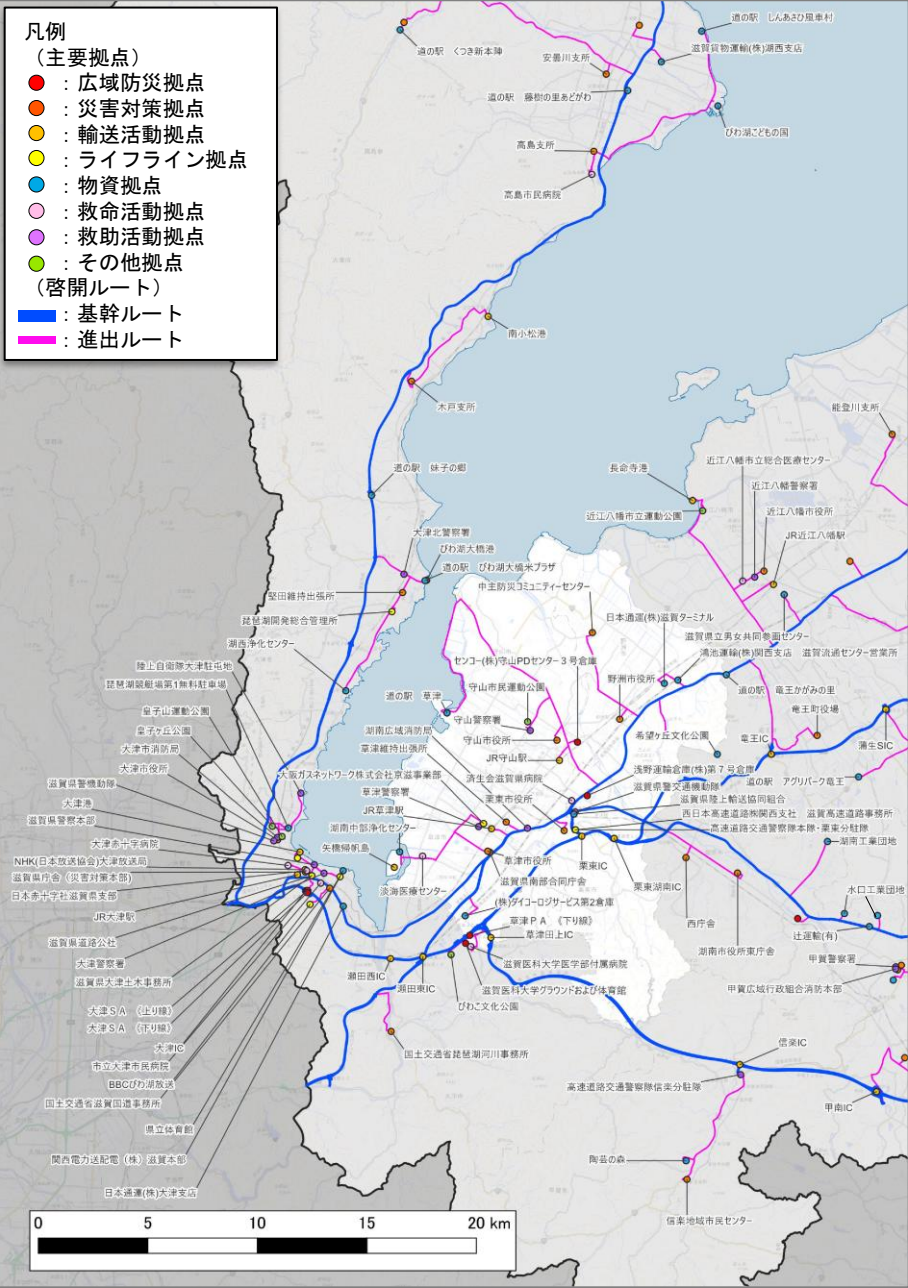 凡例
（主要拠点）
：広域防災拠点
：災害対策拠点
：輸送活動拠点
：ライフライン拠点
：物資拠点
：救命活動拠点
：救助活動拠点
：その他拠点
（啓開ルート）
：基幹ルート
：進出ルート
道の駅 くつき新本陣
道の駅 しんあさひ風車村
滋賀貨物運輸(株)湖西支店
安曇川支所
道の駅 藤樹の里あどがわ
びわ湖こどもの国
高島支所
高島市民病院
南小松港
木戸支所
能登川支所
道の駅 妹子の郷
長命寺港
近江八幡市立総合医療センター
近江八幡警察署
近江八幡市役所
近江八幡市立運動公園
JR近江八幡駅
大津北警察署
びわ湖大橋港
道の駅 びわ湖大橋米プラザ
中主防災コミュニティーセンター
堅田維持出張所
日本通運(株)滋賀ターミナル
琵琶湖開発総合管理所
滋賀県立男女共同参画センター
湖西浄化センター
鴻池運輸(株)関西支店 滋賀流通センター営業所
陸上自衛隊大津駐屯地
センコー(株)守山PDセンター３号倉庫
琵琶湖競艇場第1無料駐車場
道の駅 草津
守山市民運動公園
野洲市役所
道の駅 竜王かがみの里
皇子山運動公園
竜王町役場
皇子ヶ丘公園
守山警察署
希望ヶ丘文化公園
蒲生SIC
湖南広域消防局
守山市役所
竜王IC
大津市消防局
草津維持出張所
JR守山駅
大津市役所
大阪ガスネットワーク株式会社京滋事業部
済生会滋賀県病院
浅野運輸倉庫(株)第７号倉庫
道の駅 アグリパーク竜王
滋賀県警機動隊
草津警察署
栗東市役所
滋賀県警交通機動隊
大津港
JR草津駅
滋賀県陸上輸送協同組合
滋賀県警察本部
湖南中部浄化センター
西日本高速道路㈱関西支社 滋賀高速道路事務所
高速道路交通警察隊本隊・栗東分駐隊
大津赤十字病院
矢橋帰帆島
湖南工業団地
NHK(日本放送協会)大津放送局
草津市役所
栗東IC
滋賀県庁舎（災害対策本部）
淡海医療センター
滋賀県南部合同庁舎
栗東湖南IC
水口工業団地
日本赤十字社滋賀県支部
(株)ダイコーロジサービス第2倉庫
JR大津駅
草津ＰＡ （下り線）
西庁舎
滋賀県道路公社
草津田上IC
辻運輸(有)
湖南市役所東庁舎
大津警察署
瀬田西IC
滋賀医科大学医学部付属病院
甲賀警察署
滋賀県大津土木事務所
瀬田東IC
滋賀医科大学グラウンドおよび体育館
甲賀広域行政組合消防本部
大津ＳＡ （上り線）
びわこ文化公園
大津ＳＡ （下り線）
大津IC
国土交通省琵琶湖河川事務所
信楽IC
市立大津市民病院
BBCびわ湖放送
高速道路交通警察隊信楽分駐隊
国土交通省滋賀国道事務所
甲南IC
県立体育館
関西電力送配電（株）滋賀本部
陶芸の森
日本通運(株)大津支店
信楽地域市民センター
0 5 10 15 20 km